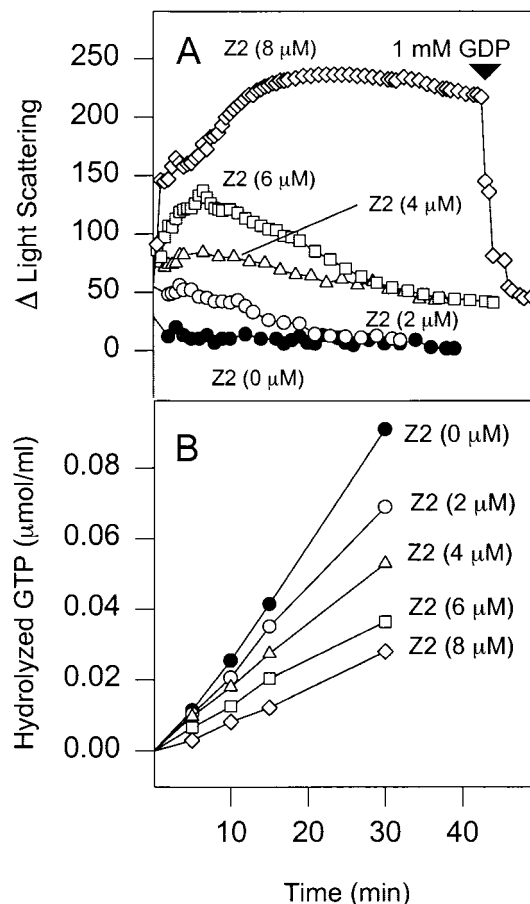 A
Z2 (8 μM)
1 mM GDP
250
200
150
100
50
0
Δ Light Scattering
Z2 (6 μM)
Z2 (4 μM)
Z2 (2 μM)
Z2 (0 μM)
B
Z2 (0 μM)
Z2 (2 μM)
Z2 (4 μM)
Z2 (6 μM)
Z2 (8 μM)
0.08
0.06
0.04
0.02
0.00
Hydrolyzed GTP (μmol/ml)
10 20 30 40
Time (min)